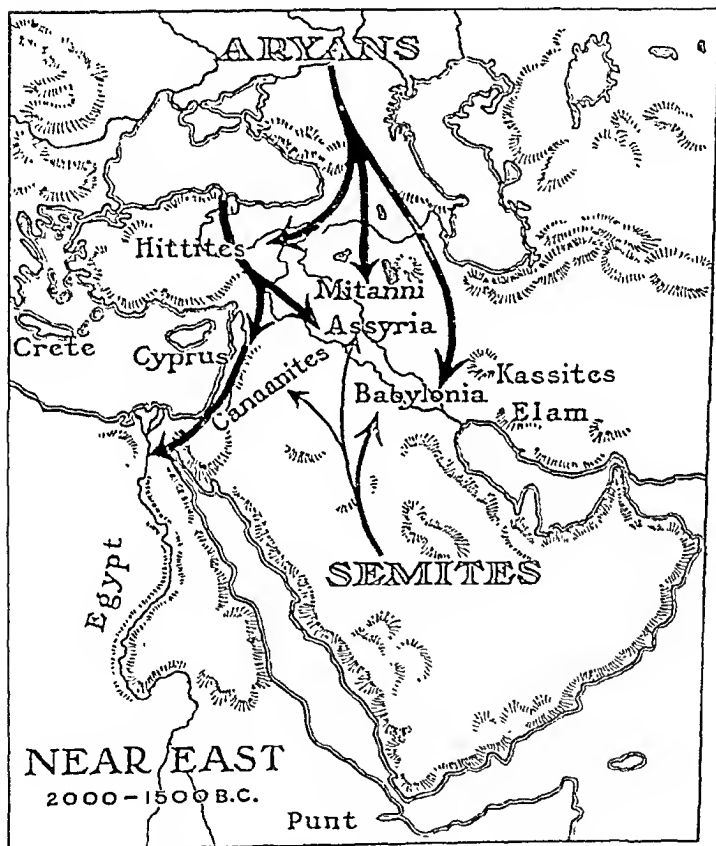 ARYANS
Hittites
Mitanni
Assyria
Crete
Cyprus
Canaanites
Babylonia
Kassites
Elam
SEMITES
Egypt
NEAR EAST
2000-1500 B.C.
Punt